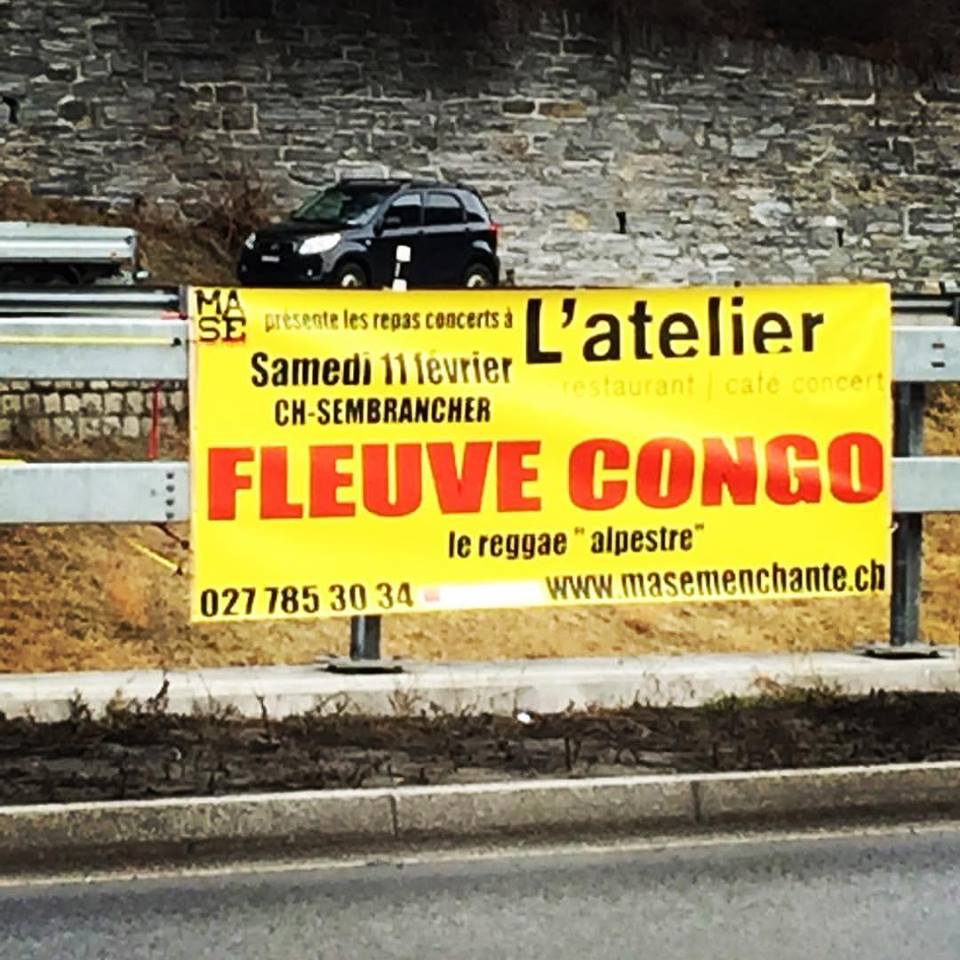 MA
SE
présente les repas concerts à
L'atelier
restaurant | café concert
Samedi 11 février
CH-SEMBRANCHER
FLEUVE CONGO
le reggae "alpestre"
027 785 30 34
www.masemenchante.ch